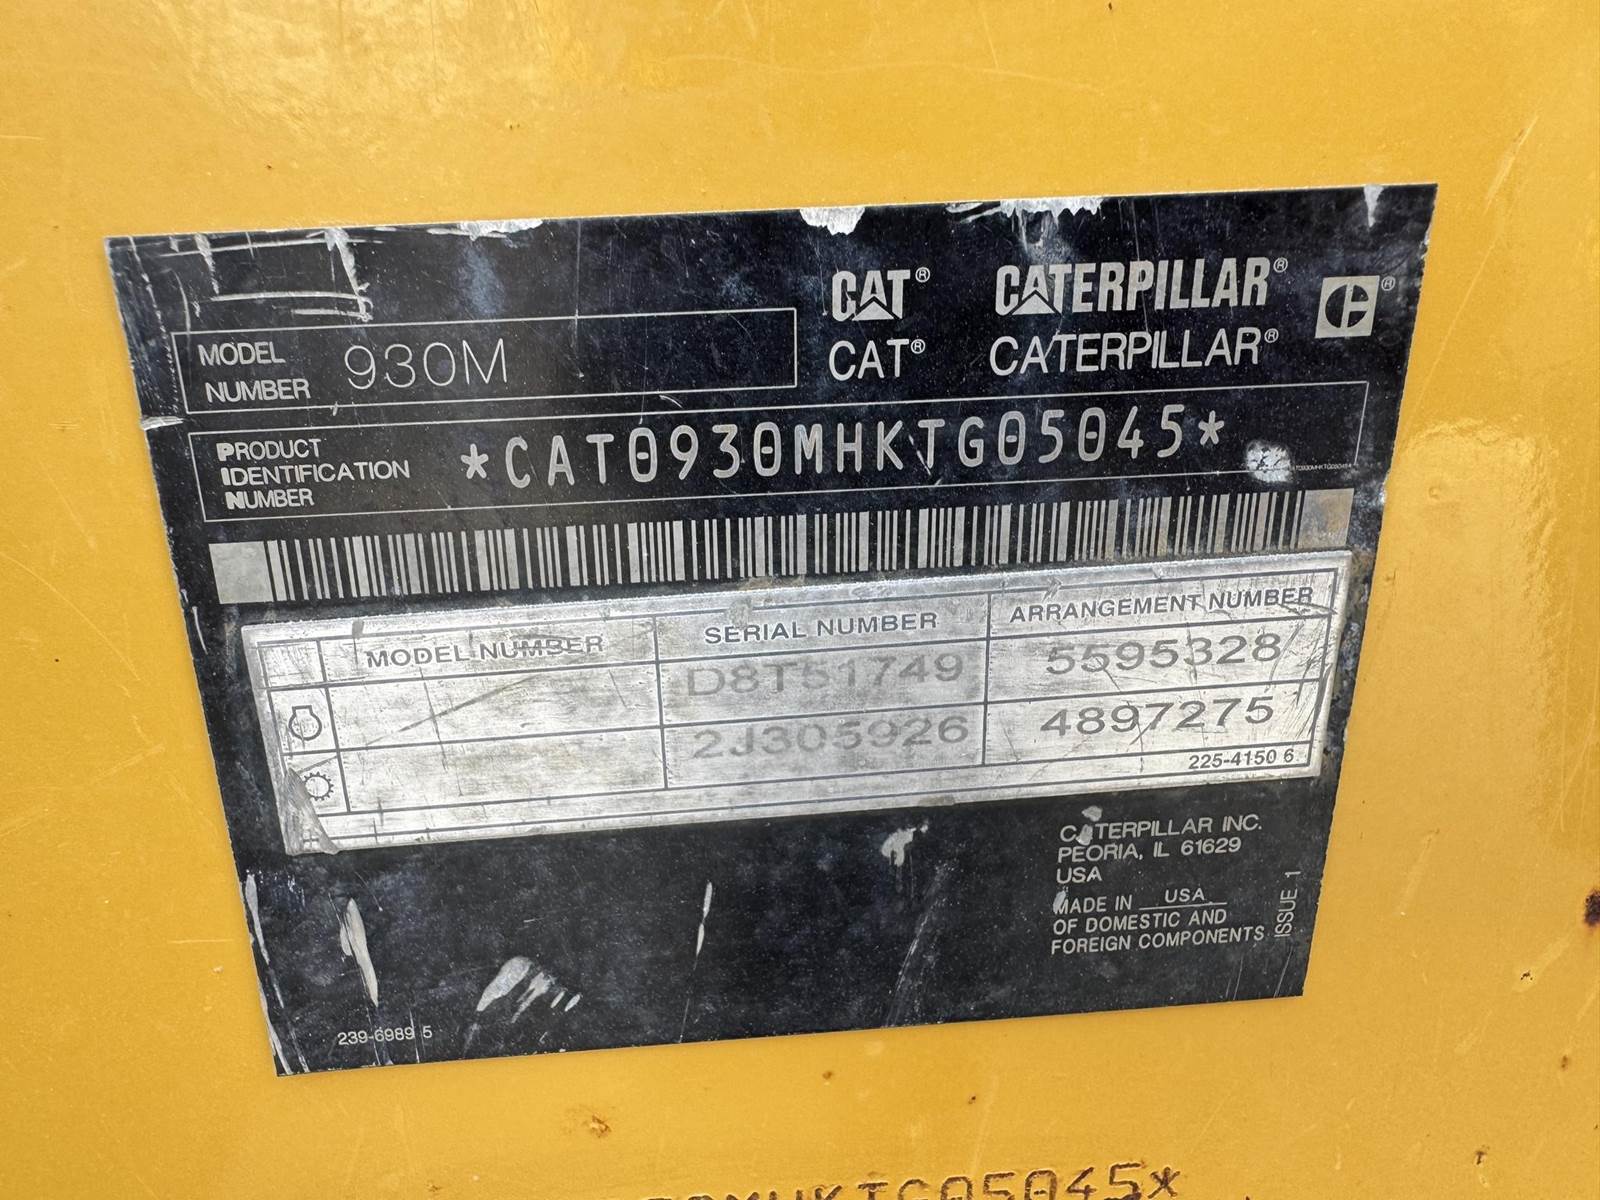 CAT® CATERPILLAR®
CAT® CATERPILLAR®
MODEL
NUMBER 930M
PRODUCT
IDENTIFICATION
NUMBER
*CAT0930MHKTG05045*
MODEL NUMBER SERIAL NUMBER ARRANGEMENT NUMBER
D8T51749 5595328
2J305926 4897275
225-4150 6
CATERPILLAR INC.
PEORIA, IL 61629
USA
MADE IN USA
OF DOMESTIC AND
FOREIGN COMPONENTS
ISSUE 1
239-6989 5